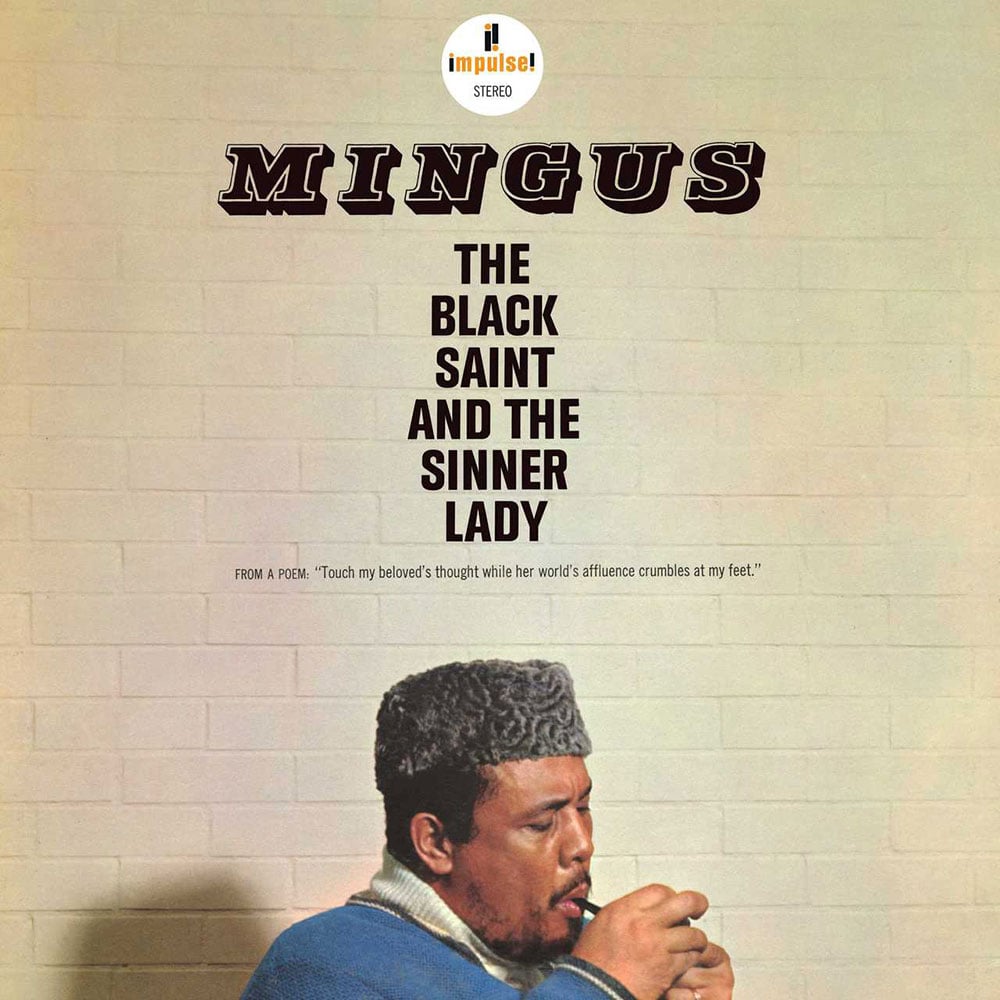 impulse!
STEREO
MINGUS
THE
BLACK
SAINT
AND THE
SINNER
LADY
FROM A POEM: “Touch my beloved’s thought while her world’s affluence crumbles at my feet.”